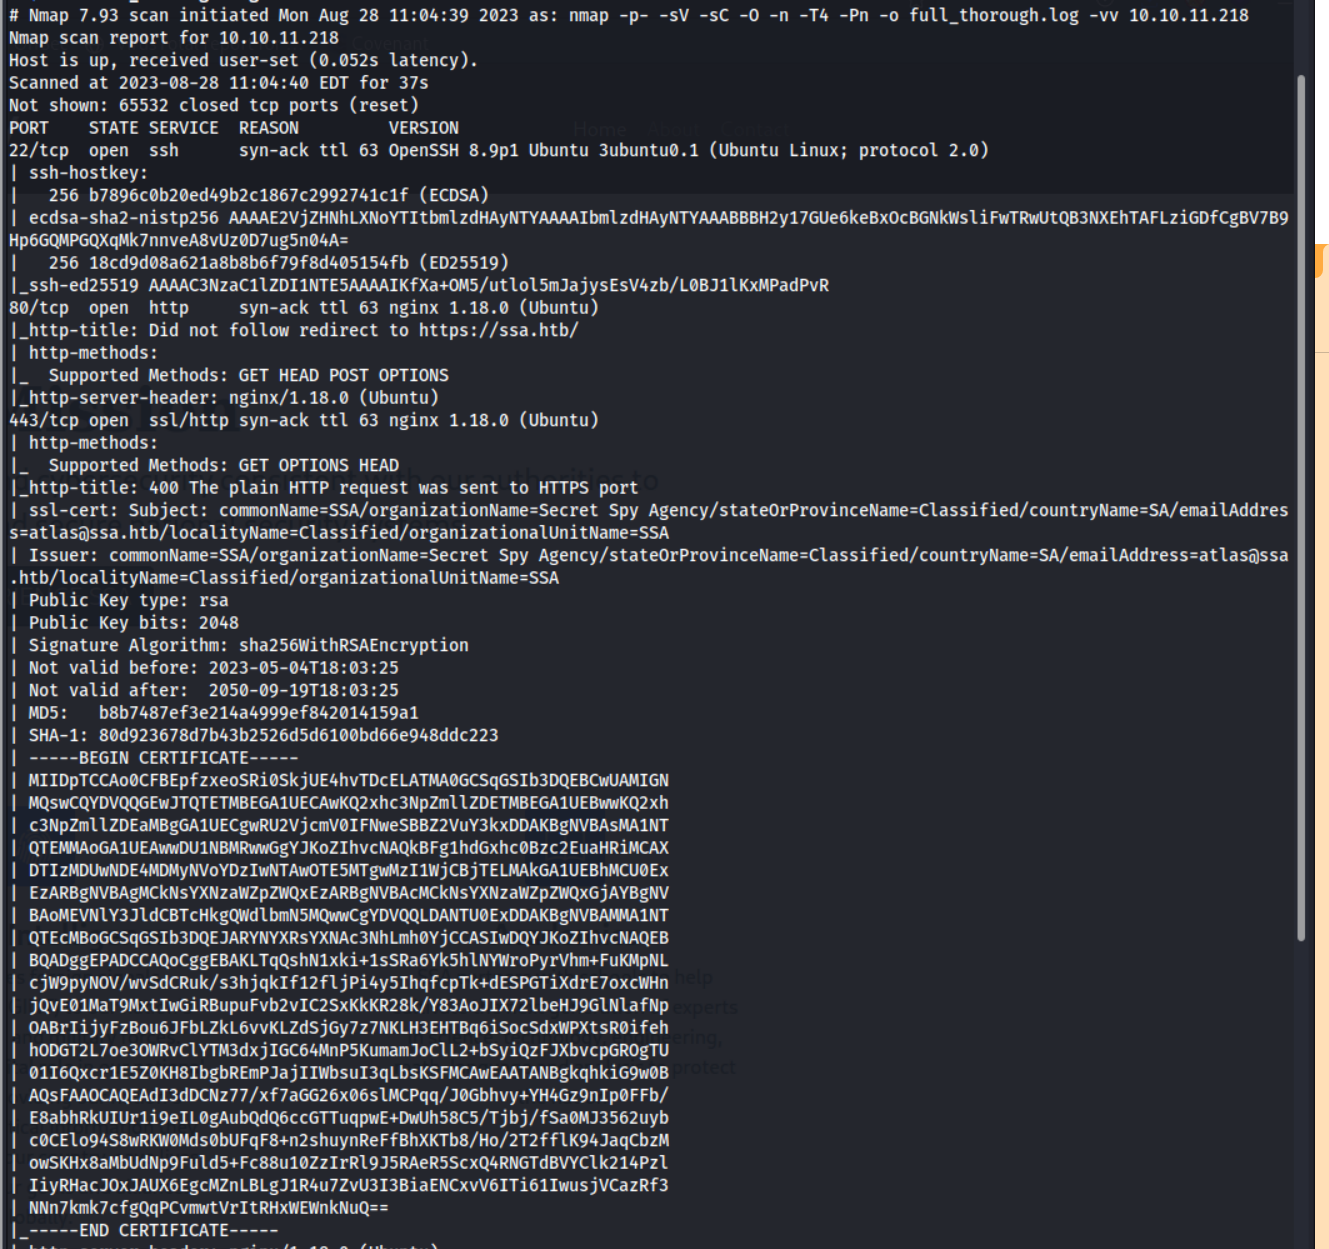 # Nmap 7.93 scan initiated Mon Aug 28 11:04:39 2023 as: nmap -p- -sV -sC -O -n -T4 -Pn -o full_thorough.log -vv 10.10.11.218
Nmap scan report for 10.10.11.218
Host is up, received user-set (0.052s latency).
Scanned at 2023-08-28 11:04:40 EDT for 37s
Not shown: 65532 closed tcp ports (reset)
PORT    STATE SERVICE  REASON         VERSION
22/tcp  open  ssh      syn-ack ttl 63 OpenSSH 8.9p1 Ubuntu 3ubuntu0.1 (Ubuntu Linux; protocol 2.0)
| ssh-hostkey:
|   256 b7896c0b20ed49b2c1867c2992741c1f (ECDSA)
| ecdsa-sha2-nistp256 AAAAE2VjZHNhLXNoYTItbmlzdHAyNTYAAAAIbmlzdHAyNTYAAABBBH2y17GUe6keBxOcBGNkWsliFwTRwUtQB3NXEhTAFLziGDfCgBV7B9
Hp6GQMPGQXqMk7nnveA8vUz0D7ug5n04A=
|   256 18cd9d08a621a8b8b6f79f8d405154fb (ED25519)
|_ssh-ed25519 AAAAC3NzaC1lZDI1NTE5AAAAIKfXa+OM5/utlol5mJajysEsV4zb/L0BJ1lKxMPadPvR
80/tcp  open  http     syn-ack ttl 63 nginx 1.18.0 (Ubuntu)
|_http-title: Did not follow redirect to https://ssa.htb/
| http-methods:
|_  Supported Methods: GET HEAD POST OPTIONS
|_http-server-header: nginx/1.18.0 (Ubuntu)
443/tcp open  ssl/http syn-ack ttl 63 nginx 1.18.0 (Ubuntu)
| http-methods:
|_  Supported Methods: GET OPTIONS HEAD
|_http-title: 400 The plain HTTP request was sent to HTTPS port
| ssl-cert: Subject: commonName=SSA/organizationName=Secret Spy Agency/stateOrProvinceName=Classified/countryName=SA/emailAddres
s=atlas@ssa.htb/localityName=Classified/organizationalUnitName=SSA
| Issuer: commonName=SSA/organizationName=Secret Spy Agency/stateOrProvinceName=Classified/countryName=SA/emailAddress=atlas@ssa
.htb/localityName=Classified/organizationalUnitName=SSA
| Public Key type: rsa
| Public Key bits: 2048
| Signature Algorithm: sha256WithRSAEncryption
| Not valid before: 2023-05-04T18:03:25
| Not valid after:  2050-09-19T18:03:25
| MD5:   b8b7487ef3e214a4999ef842014159a1
| SHA-1: 80d923678d7b43b2526d5d6100bd66e948ddc223
| -----BEGIN CERTIFICATE-----
| MIIDpTCCAo0CFBEpfzxeoSRi0SkjUE4hvTDcELATMA0GCSqGSIb3DQEBCwUAMIGN
| MQswCQYDVQQGEwJTQTETMBEGA1UECAwKQ2xhc3NpZmllZDETMBEGA1UEBwwKQ2xh
| c3NpZmllZDEaMBgGA1UECgwRU2VjcmV0IFNweSBBZ2VuY3kxDDAKBgNVBAsMA1NT
| QTEMMAoGA1UEAwwDU1NBMRwwGgYJKoZIhvcNAQkBFg1hdGxhc0Bzc2EuaHRiMCAX
| DTIzMDUwNDE4MDMyNVoYDzIwNTAwOTE5MTgwMzI1WjCBjTELMAkGA1UEBhMCU0Ex
| EzARBgNVBAgMCkNsYXNzaWZpZWQxEzARBgNVBAcMCkNsYXNzaWZpZWQxGjAYBgNV
| BAoMEVNlY3JldCBTcHkgQWdlbmN5MQwwCgYDVQQLDANTU0ExDDAKBgNVBAMMA1NT
| QTEcMBoGCSqGSIb3DQEJARYNYXRsYXNAc3NhLmh0YjCCASIwDQYJKoZIhvcNAQEB
| BQADggEPADCCAQoCggEBAKLTqQshN1xki+1sSRa6Yk5hlNYWroPyrVhm+FuKMpNL
| cjW9pyNOV/wvSdCRuk/s3hjqkIf12fljPi4y5IhqfcpTk+dESPGTiXdrE7oxcWHn
| jQvE01MaT9MxtIwGiRBupuFvb2vIC2SxKkKR28k/Y83AoJIX72lbeHJ9GlNlafNp
| OABrIijyFzBou6JFbLZkL6vvKLZdSjGy7z7NKLH3EHTBq6iSocSdxWPXtsR0ifeh
| hODGT2L7oe3OWRvClYTM3dxjIGC64MnP5KumamJoClL2+bSyiQzFJXbvcpGROgTU
| 01I6Qxcr1E5Z0KH8IbgbREmPJajIIWbsuI3qLbsKSFMCAwEAATANBgkqhkiG9w0B
| AQsFAAOCAQEAdI3dDCNz77/xf7aGG26x06slMCPqq/J0Gbhvy+YH4Gz9nIp0FFb/
| E8abhRkUIUr1i9eIL0gAubQdQ6ccGTTuqpwE+DwUh58C5/Tjbj/fSa0MJ3562uyb
| c0CElo94S8wRKW0Mds0bUFqF8+n2shuynReFfBhXKTb8/Ho/2T2fflK94JaqCbzM
| owSKHx8aMbUdNp9Fuld5+Fc88u10ZzIrRl9J5RAeR5ScxQ4RNGTdBVYClk214Pzl
| IiyRHacJOxJAUX6EgcMZnLBLgJ1R4u7ZvU3I3BiaENCxvV6ITi61IwusjVCazRf3
| NNn7kmk7cfgQqPCvmwtVrItRHxWEWnkNuQ==
|_-----END CERTIFICATE-----